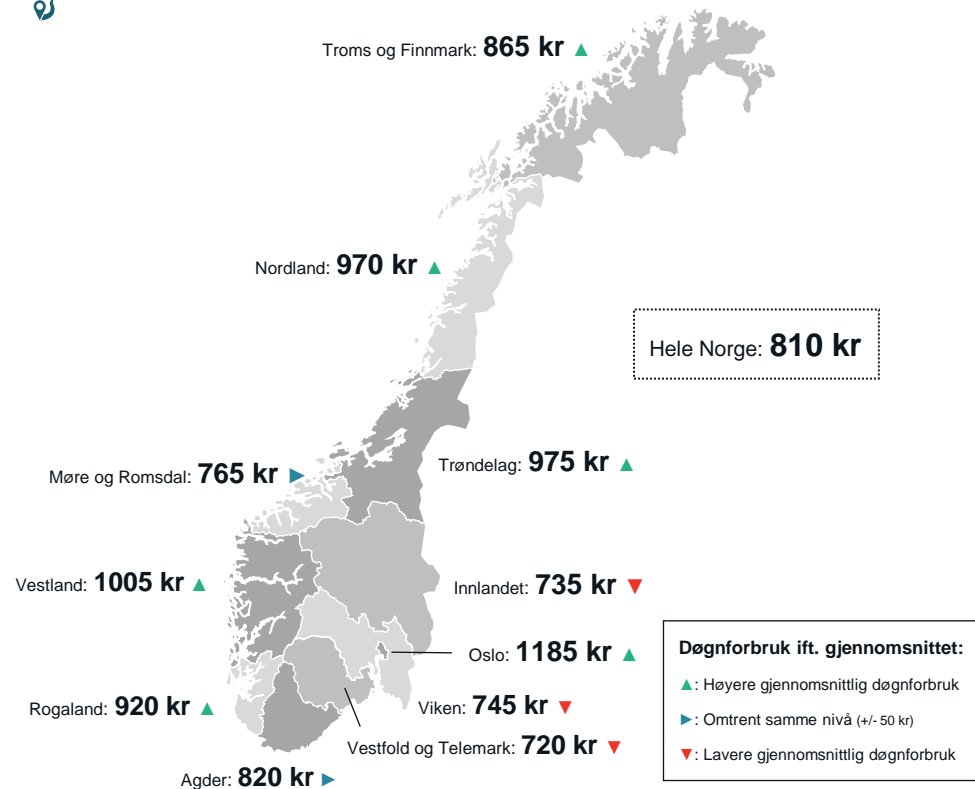 Troms og Finnmark: 865 kr ▲
Nordland: 970 kr ▲
Hele Norge: 810 kr
Trøndelag: 975 kr ▲
Møre og Romsdal: 765 kr ►
Vestland: 1005 kr ▲
Innlandet: 735 kr ▼
Oslo: 1185 kr ▲
Rogaland: 920 kr ▲
Viken: 745 kr ▼
Vestfold og Telemark: 720 kr ▼
Agder: 820 kr ►
Døgnforbruk ift. gjennomsnittet:
▲: Høyere gjennomsnittlig døgnforbruk
►: Omtrent samme nivå (+/- 50 kr)
▼: Lavere gjennomsnittlig døgnforbruk